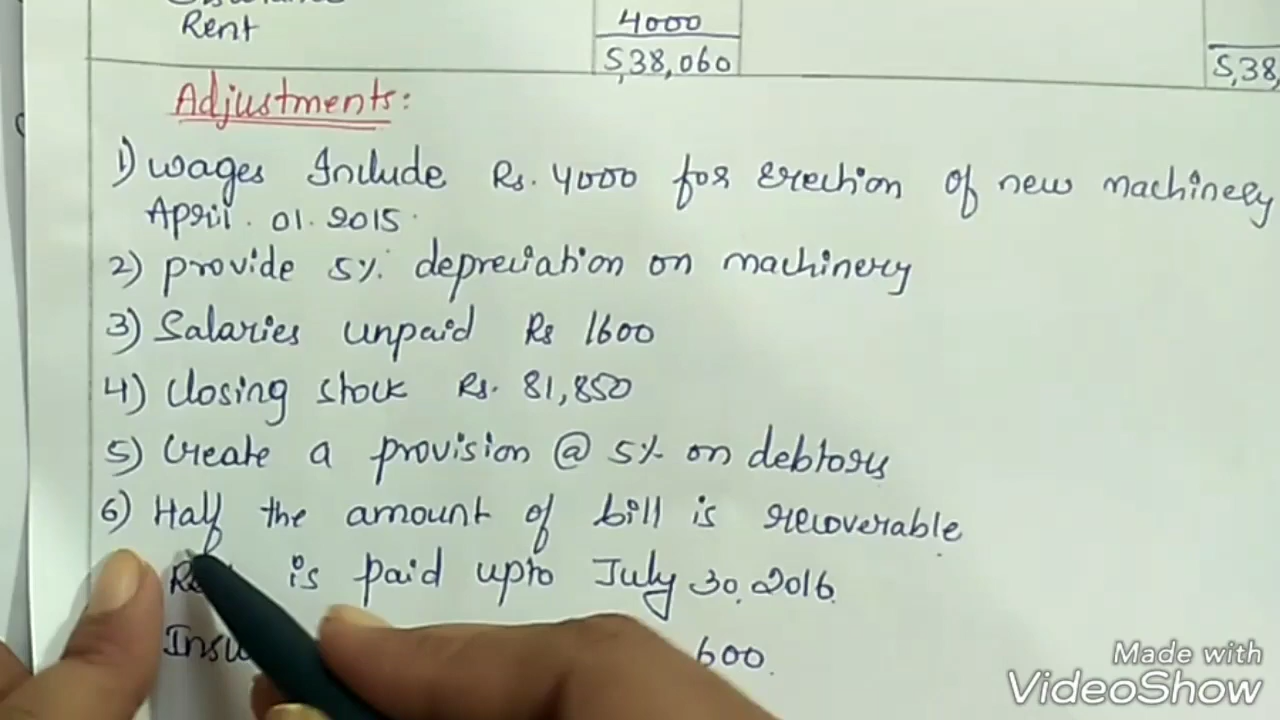 Rent 4000
5,38,060 5,38,
Adjustments:
1) wages Include Rs. 4000 for erection of new machinery
April. 01. 2015.
2) provide 5% depreciation on machinery
3) Salaries unpaid Rs 1600
4) Closing stock Rs. 81,850
5) Create a provision @ 5% on debtors
6) Half the amount of bill is recoverable.
is paid upto July 30, 2016.
600.
Made with
VideoShow